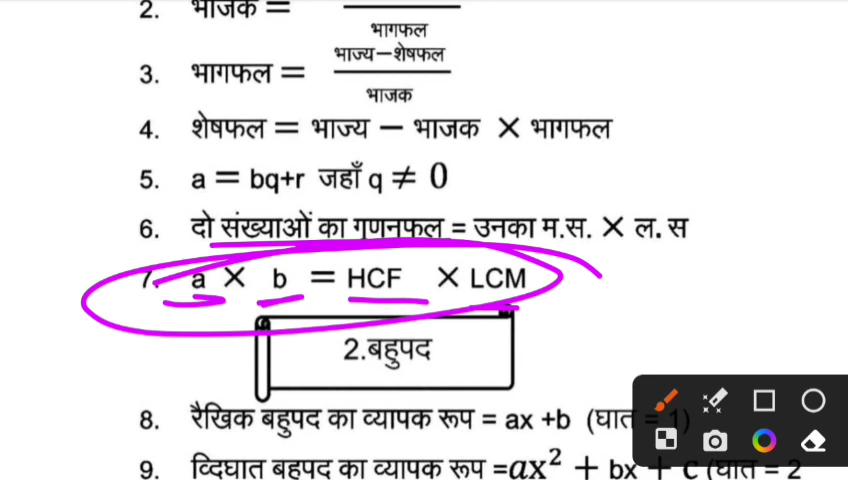 2. भाजक =
भागफल
3. भागफल = भाज्य−शेषफल / भाजक
4. शेषफल = भाज्य − भाजक × भागफल
5. a = bq+r जहाँ q ≠ 0
6. दो संख्याओं का गुणनफल = उनका म.स. × ल. स
7. a × b = HCF × LCM
2.बहुपद
8. रैखिक बहुपद का व्यापक रूप = ax +b (घात = 1)
9. व्दिघात बहुपद का व्यापक रूप =ax² + bx + c (घात = 2